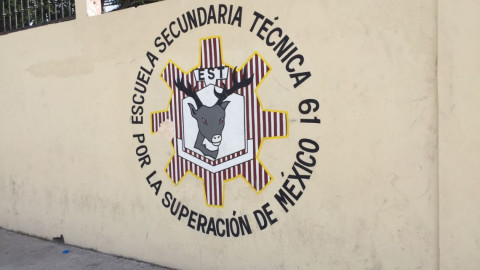 ESCUELA SECUNDARIA TÉCNICA 61
EST
POR LA SUPERACIÓN DE MÉXICO